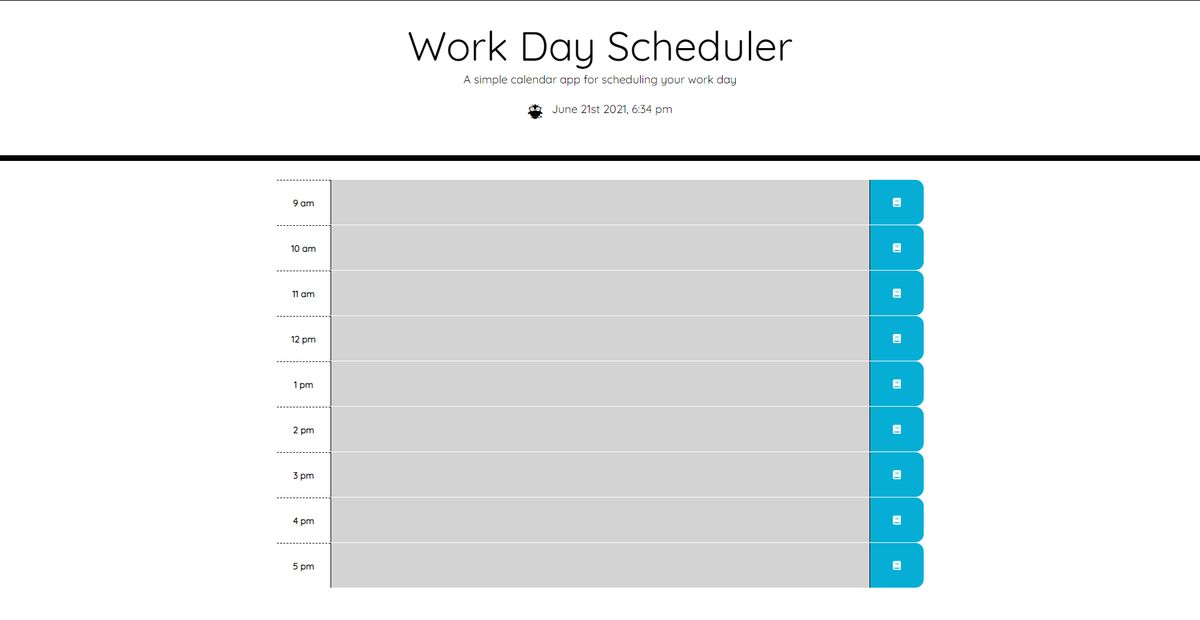 Work Day Scheduler
A simple calendar app for scheduling your work day
June 21st 2021, 6:34 pm
9 am
10 am
11 am
12 pm
1 pm
2 pm
3 pm
4 pm
5 pm